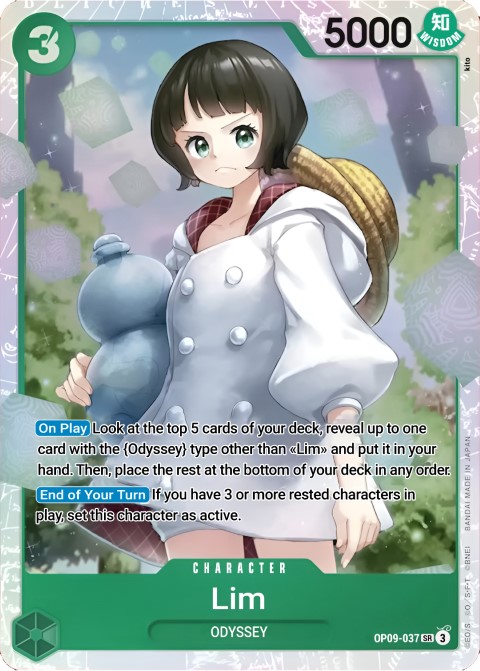 3
5000
知
WISDOM
kito
On Play Look at the top 5 cards of your deck, reveal up to one
card with the {Odyssey} type other than «Lim» and put it in your
hand. Then, place the rest at the bottom of your deck in any order.
End of Your Turn If you have 3 or more rested characters in
play, set this character as active.
CHARACTER
Lim
ODYSSEY
OP09-037 SR 3
BANDAI MADE IN JAPAN